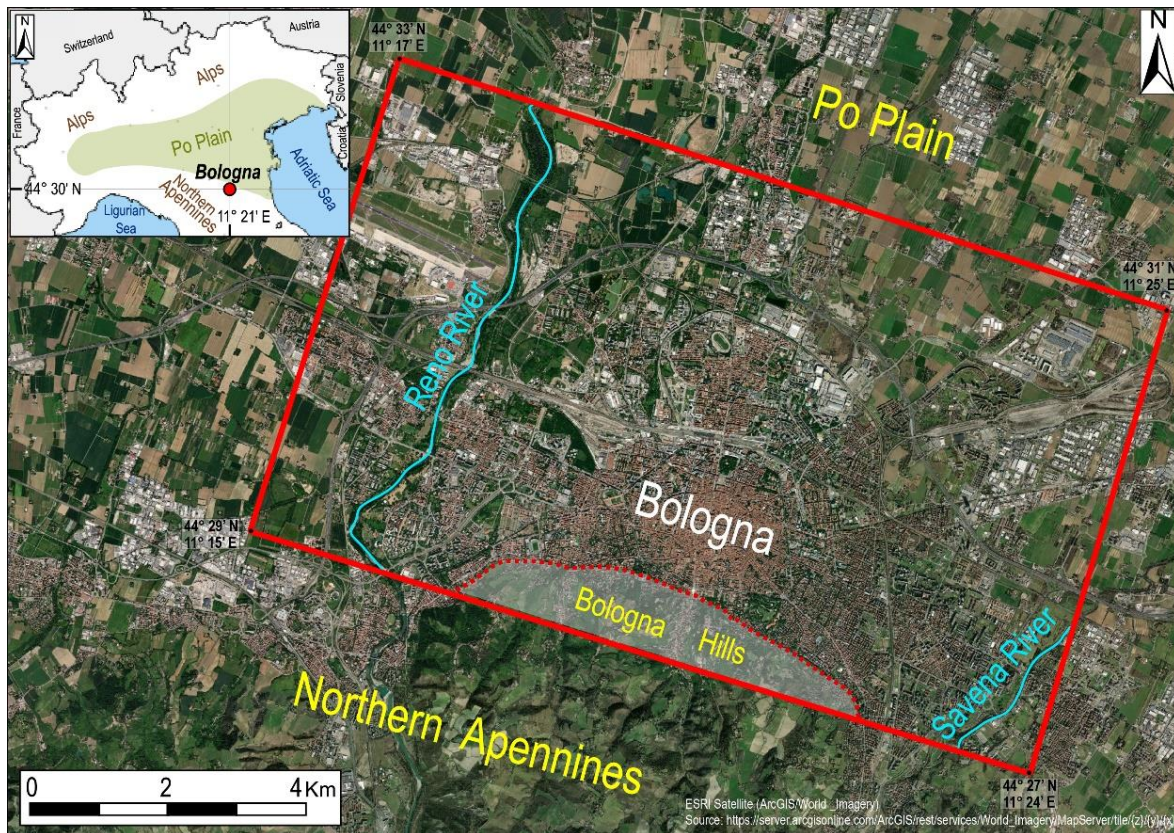 N
Switzerland
Austria
Alps
Alps
Slovenia
France
Po Plain
Croatia
Bologna
44° 30’ N
Northern
Apennines
11° 21’ E
Adriatic Sea
Ligurian
Sea
44° 33’ N
11° 17’ E
N
Po Plain
44° 31’ N
11° 25’ E
Reno River
Bologna
44° 29’ N
11° 15’ E
Bologna Hills
Savena River
Northern Apennines
44° 27’ N
11° 24’ E
0 2 4 Km
ESRI Satellite (ArcGIS/World_Imagery)
Source: https://server.arcgisonline.com/ArcGIS/rest/services/World_Imagery/MapServer/tile/{z}/{y}/{x}